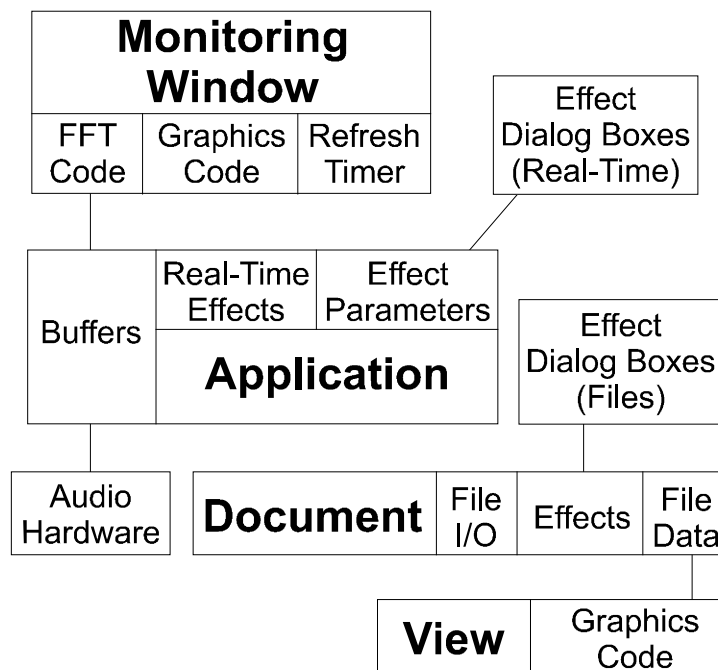 Monitoring
Window
FFT
Code
Graphics
Code
Refresh
Timer
Effect
Dialog Boxes
(Real-Time)
Buffers
Real-Time
Effects
Effect
Parameters
Application
Effect
Dialog Boxes
(Files)
Audio
Hardware
Document
File
I/O
Effects
File
Data
View
Graphics
Code